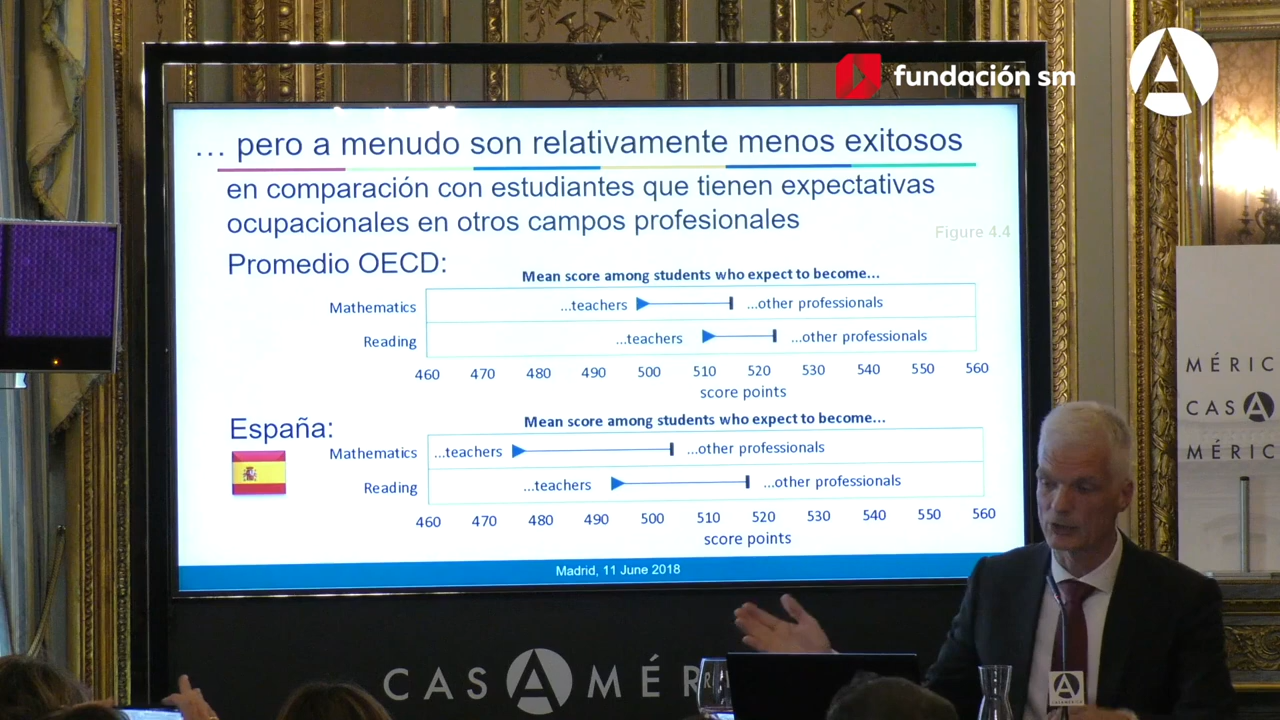 fundación sm
… pero a menudo son relativamente menos exitosos
en comparación con estudiantes que tienen expectativas
ocupacionales en otros campos profesionales
Figure 4.4
Promedio OECD:
Mean score among students who expect to become...
Mathematics ...teachers ...other professionals
Reading ...teachers ...other professionals
460 470 480 490 500 510 520 530 540 550 560
score points
España:
Mean score among students who expect to become...
Mathematics ...teachers ...other professionals
Reading ...teachers ...other professionals
460 470 480 490 500 510 520 530 540 550 560
score points
Madrid, 11 June 2018
MÉRIC
CASA
MÉRIC
CASAMÉR